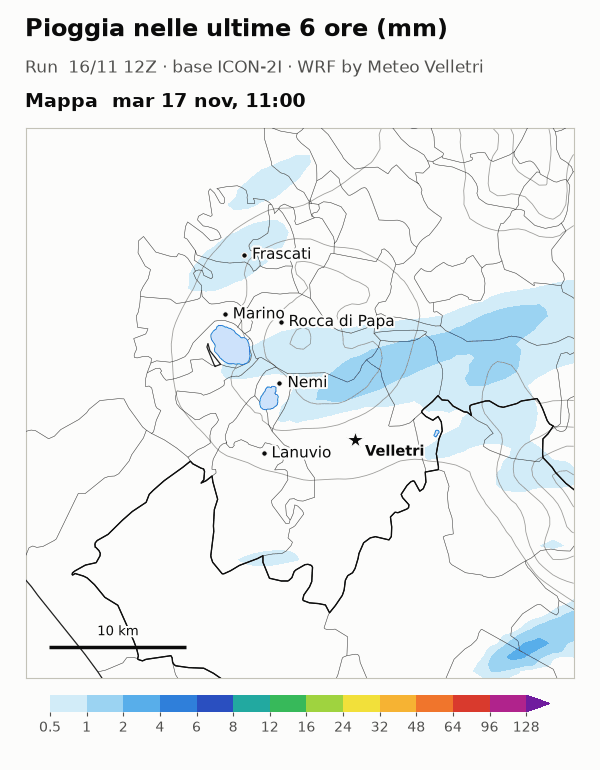 Pioggia nelle ultime 6 ore (mm)
Run  16/11 12Z · base ICON-2I · WRF by Meteo Velletri
Mappa  mar 17 nov, 11:00
Frascati
Marino
Rocca di Papa
Nemi
Velletri
Lanuvio
10 km
0.5 1 2 4 6 8 12 16 24 32 48 64 96 128